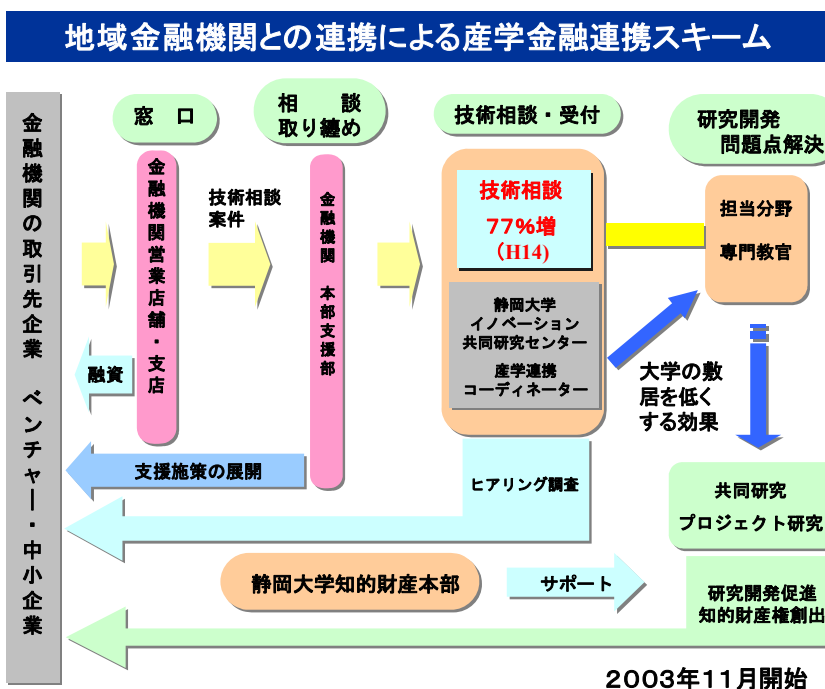 地域金融機関との連携による産学金融連携スキーム
金融機関の取引先企業 ベンチャー・中小企業
窓 口
相 談
取り纏め
技術相談・受付
研究開発
問題点解決
金融機関営業店舗・支店
技術相談
案件
金融機関 本部支援部
技術相談
77%増
(H14)
静岡大学
イノベーション
共同研究センター
産学連携
コーディネーター
担当分野
専門教官
融資
大学の敷
居を低く
する効果
支援施策の展開
ヒアリング調査
共同研究
プロジェクト研究
静岡大学知的財産本部
サポート
研究開発促進
知的財産権創出
2003年11月開始